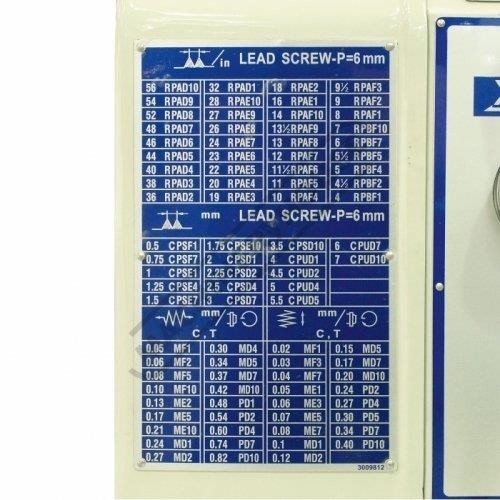 /in LEAD SCREW-P=6mm
56 RPAD10 32 RPAD1 18 RPAE2 9½ RPAF3
54 RPAD9 28 RPAE10 16 RPAE1 9 RPAF2
52 RPAD8 27 RPAE9 14 RPAF10 8 RPAF1
48 RPAD7 26 RPAE8 13½ RPAF9 7 RPBF10
46 RPAD6 24 RPAE7 13 RPAF8 6 RPBF7
44 RPAD5 23 RPAE6 12 RPAF7 5½ RPBF5
40 RPAD4 22 RPAE5 11½ RPAF6 5 RPBF4
38 RPAD3 20 RPAE4 11 RPAF5 4½ RPBF2
36 RPAD2 19 RPAE3 10 RPAF4 4 RPBF1
mm LEAD SCREW-P=6mm
0.5 CPSF1 1.75 CPSE10 3.5 CPSD10 6 CPUD7
0.75 CPSF7 2 CPSD1 4 CPUD1 7 CPUD10
1 CPSE1 2.25 CPSD2 4.5 CPUD2
1.25 CPSE4 2.5 CPSD4 5 CPUD4
1.5 CPSE7 3 CPSD7 5.5 CPUD5
mm/ mm/
C,T C,T
0.05 MF1 0.30 MD4 0.02 MF1 0.15 MD5
0.06 MF2 0.34 MD5 0.03 MF4 0.17 MD7
0.08 MF5 0.37 MD7 0.04 MF7 0.20 MD10
0.10 MF10 0.42 MD10 0.05 ME1 0.24 PD2
0.13 ME2 0.48 PD1 0.06 ME3 0.27 PD4
0.17 ME5 0.54 PD2 0.07 ME5 0.30 PD5
0.21 ME10 0.60 PD4 0.08 ME7 0.34 PD7
0.24 MD1 0.74 PD7 0.1 MD1 0.40 PD10
0.27 MD2 0.82 PD10 0.12 MD2
3009812